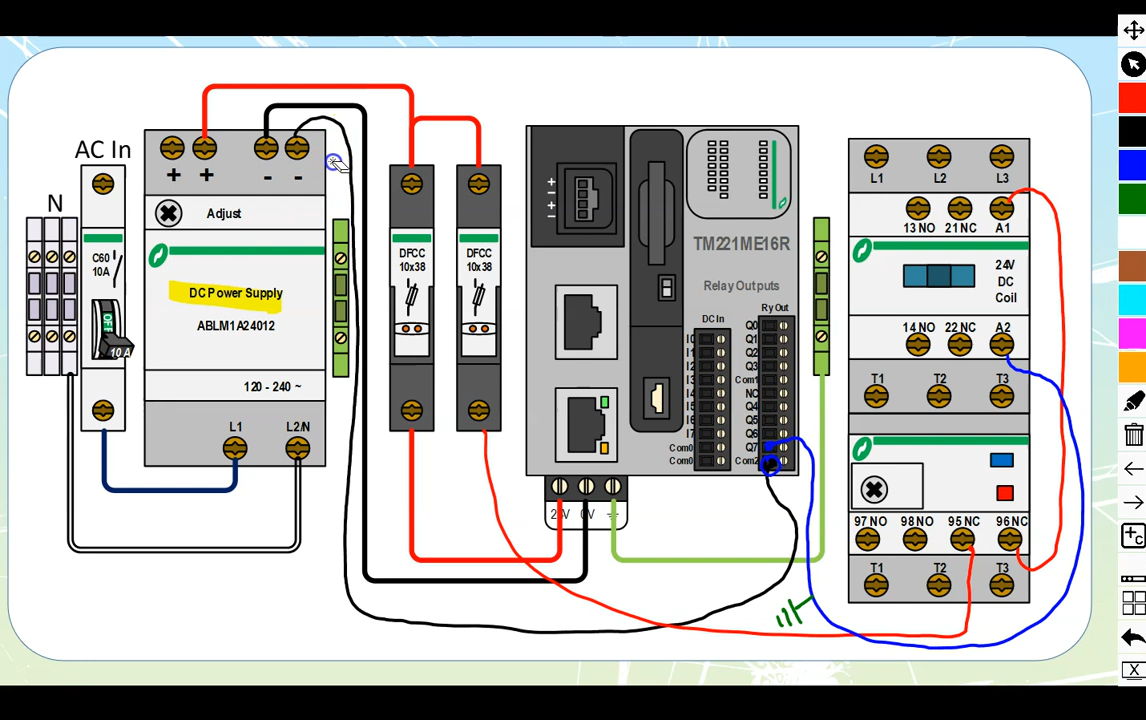 AC In
N
+ + - -
Adjust
C60
10A
OFF
10 A
DC Power Supply
ABLM1A24012
120 - 240 ~
L1 L2/N
DFCC
10x38
DFCC
10x38
+
-
+
-
TM221ME16R
Relay Outputs
DC In
Ry Out
I0
I1
I2
I3
I4
I5
I6
I7
Com0
Com0
Q0
Q1
Q2
Q3
Com1
NC
Q4
Q5
Q6
Q7
Com2
24V 0V
L1 L2 L3
13 NO 21 NC A1
24V
DC
Coil
14 NO 22 NC A2
T1 T2 T3
97 NO 98 NO 95 NC 96 NC
T1 T2 T3
+c
X